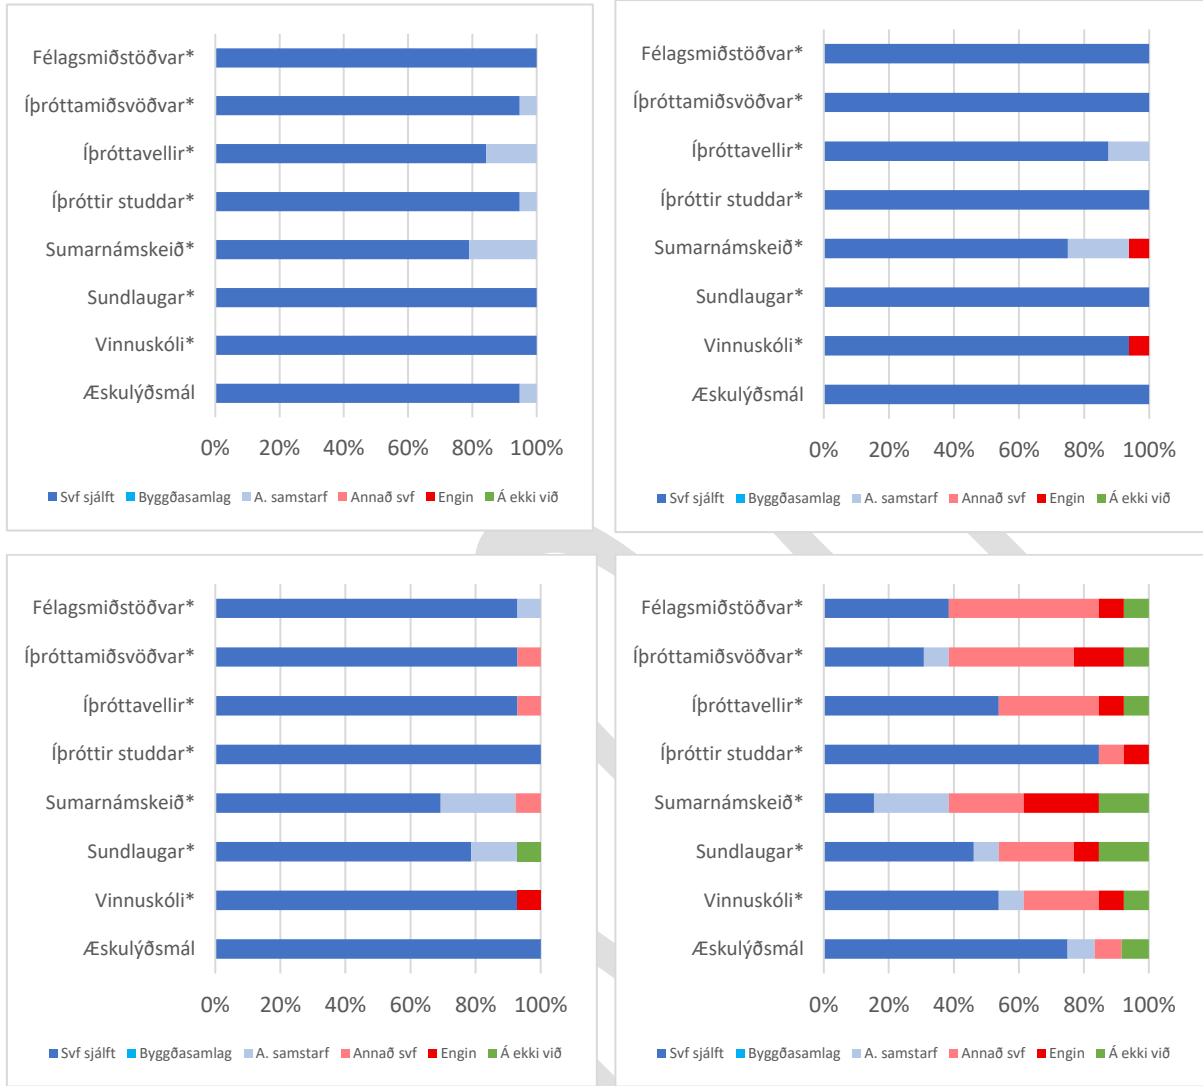 Félagsmiðstöðvar*
Íþróttamiðsvöðvar*
Íþróttavellir*
Íþróttir studdar*
Sumarnámskeið*
Sundlaugar*
Vinnuskóli*
Æskulýðsmál
0% 20% 40% 60% 80% 100%
Svf sjálft Byggðasamlag A. samstarf Annað svf Engin Á ekki við
Félagsmiðstöðvar*
Íþróttamiðsvöðvar*
Íþróttavellir*
Íþróttir studdar*
Sumarnámskeið*
Sundlaugar*
Vinnuskóli*
Æskulýðsmál
0% 20% 40% 60% 80% 100%
Svf sjálft Byggðasamlag A. samstarf Annað svf Engin Á ekki við
Félagsmiðstöðvar*
Íþróttamiðsvöðvar*
Íþróttavellir*
Íþróttir studdar*
Sumarnámskeið*
Sundlaugar*
Vinnuskóli*
Æskulýðsmál
0% 20% 40% 60% 80% 100%
Svf sjálft Byggðasamlag A. samstarf Annað svf Engin Á ekki við
Félagsmiðstöðvar*
Íþróttamiðsvöðvar*
Íþróttavellir*
Íþróttir studdar*
Sumarnámskeið*
Sundlaugar*
Vinnuskóli*
Æskulýðsmál
0% 20% 40% 60% 80% 100%
Svf sjálft Byggðasamlag A. samstarf Annað svf Engin Á ekki við